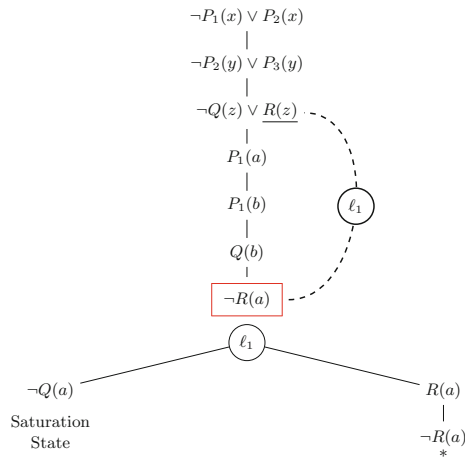 ¬P₁(x) ∨ P₂(x)
¬P₂(y) ∨ P₃(y)
¬Q(z) ∨ R(z)
P₁(a)
P₁(b)
ℓ₁
Q(b)
¬R(a)
ℓ₁
¬Q(a) R(a)
Saturation
State
¬R(a)
*